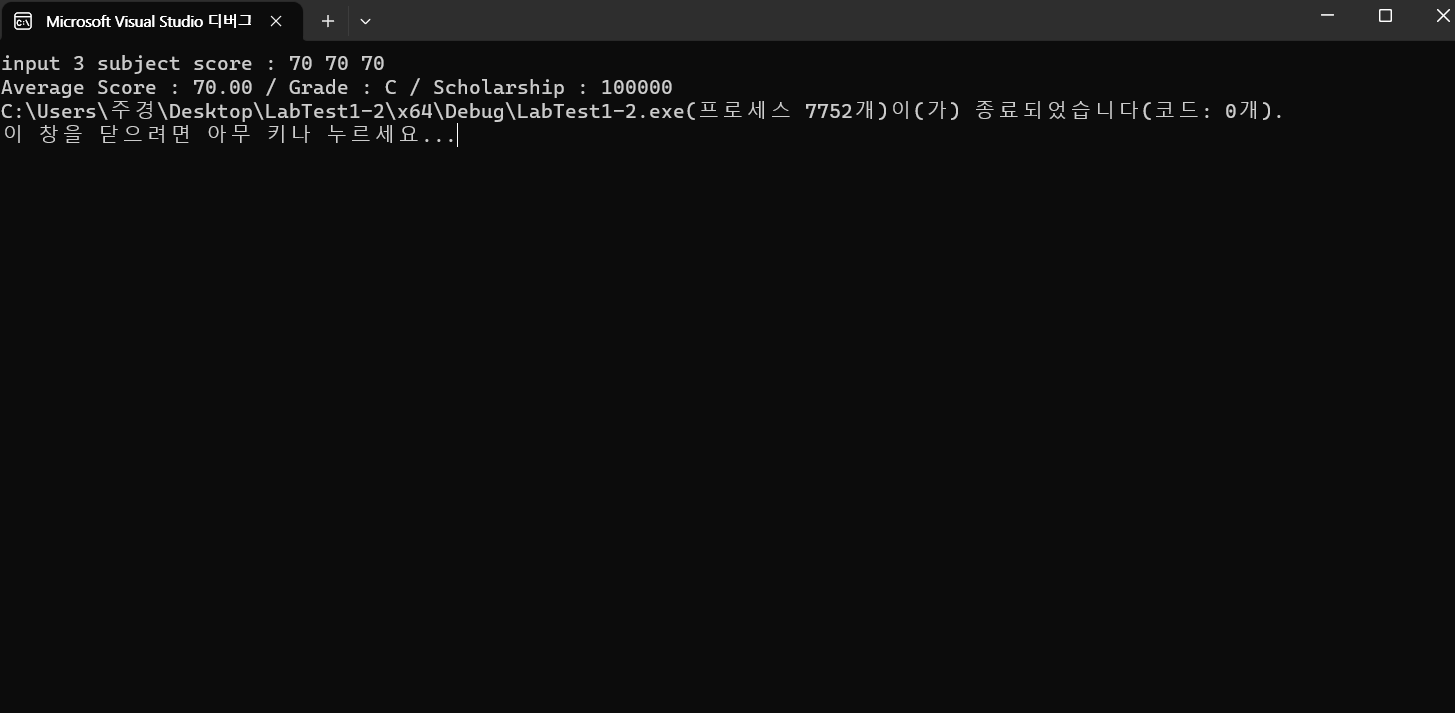 Microsoft Visual Studio 디버그
input 3 subject score : 70 70 70
Average Score : 70.00 / Grade : C / Scholarship : 100000
C:\Users\주경\Desktop\LabTest1-2\x64\Debug\LabTest1-2.exe(프로세스 7752개)이(가) 종료되었습니다(코드: 0개).
이 창을 닫으려면 아무 키나 누르세요...